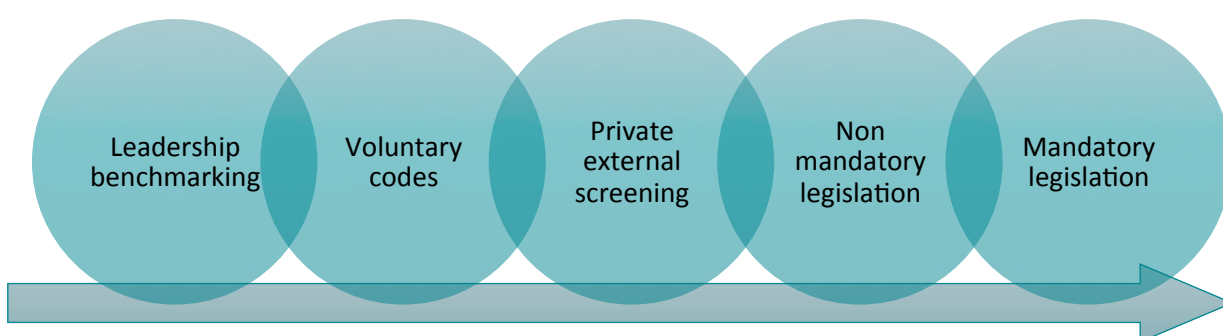 Leadership
benchmarking
Voluntary
codes
Private
external
screening
Non
mandatory
legislation
Mandatory
legislation